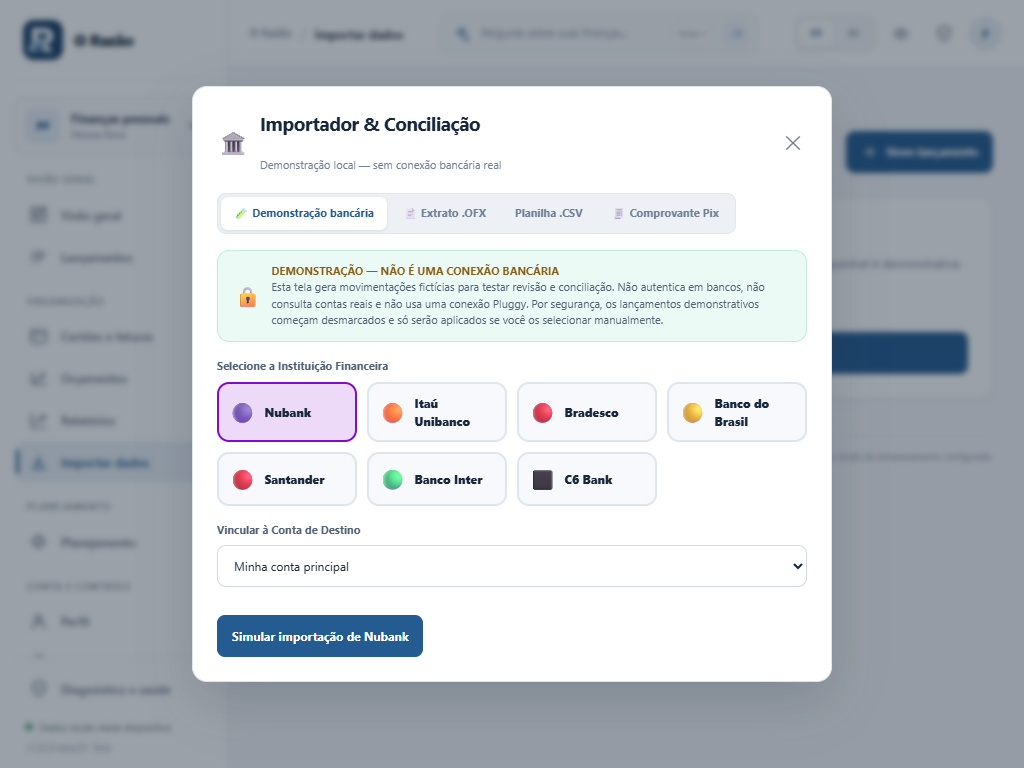 O Razão
O Razão / Importar dados
Finanças pessoais
Visão geral
Lançamentos
Cartões e faturas
Orçamentos
Relatórios
Importar dados
Planejamento
Perfil
Diagnóstico e saúde
Importador & Conciliação
Demonstração local — sem conexão bancária real
Demonstração bancária
Extrato .OFX
Planilha .CSV
Comprovante Pix
DEMONSTRAÇÃO — NÃO É UMA CONEXÃO BANCÁRIA
Esta tela gera movimentações fictícias para testar revisão e conciliação. Não autentica em bancos, não
consulta contas reais e não usa uma conexão Pluggy. Por segurança, os lançamentos demonstrativos
começam desmarcados e só serão aplicados se você os selecionar manualmente.
Selecione a Instituição Financeira
Nubank
Itaú
Unibanco
Bradesco
Banco do
Brasil
Santander
Banco Inter
C6 Bank
Vincular à Conta de Destino
Minha conta principal
Simular importação de Nubank